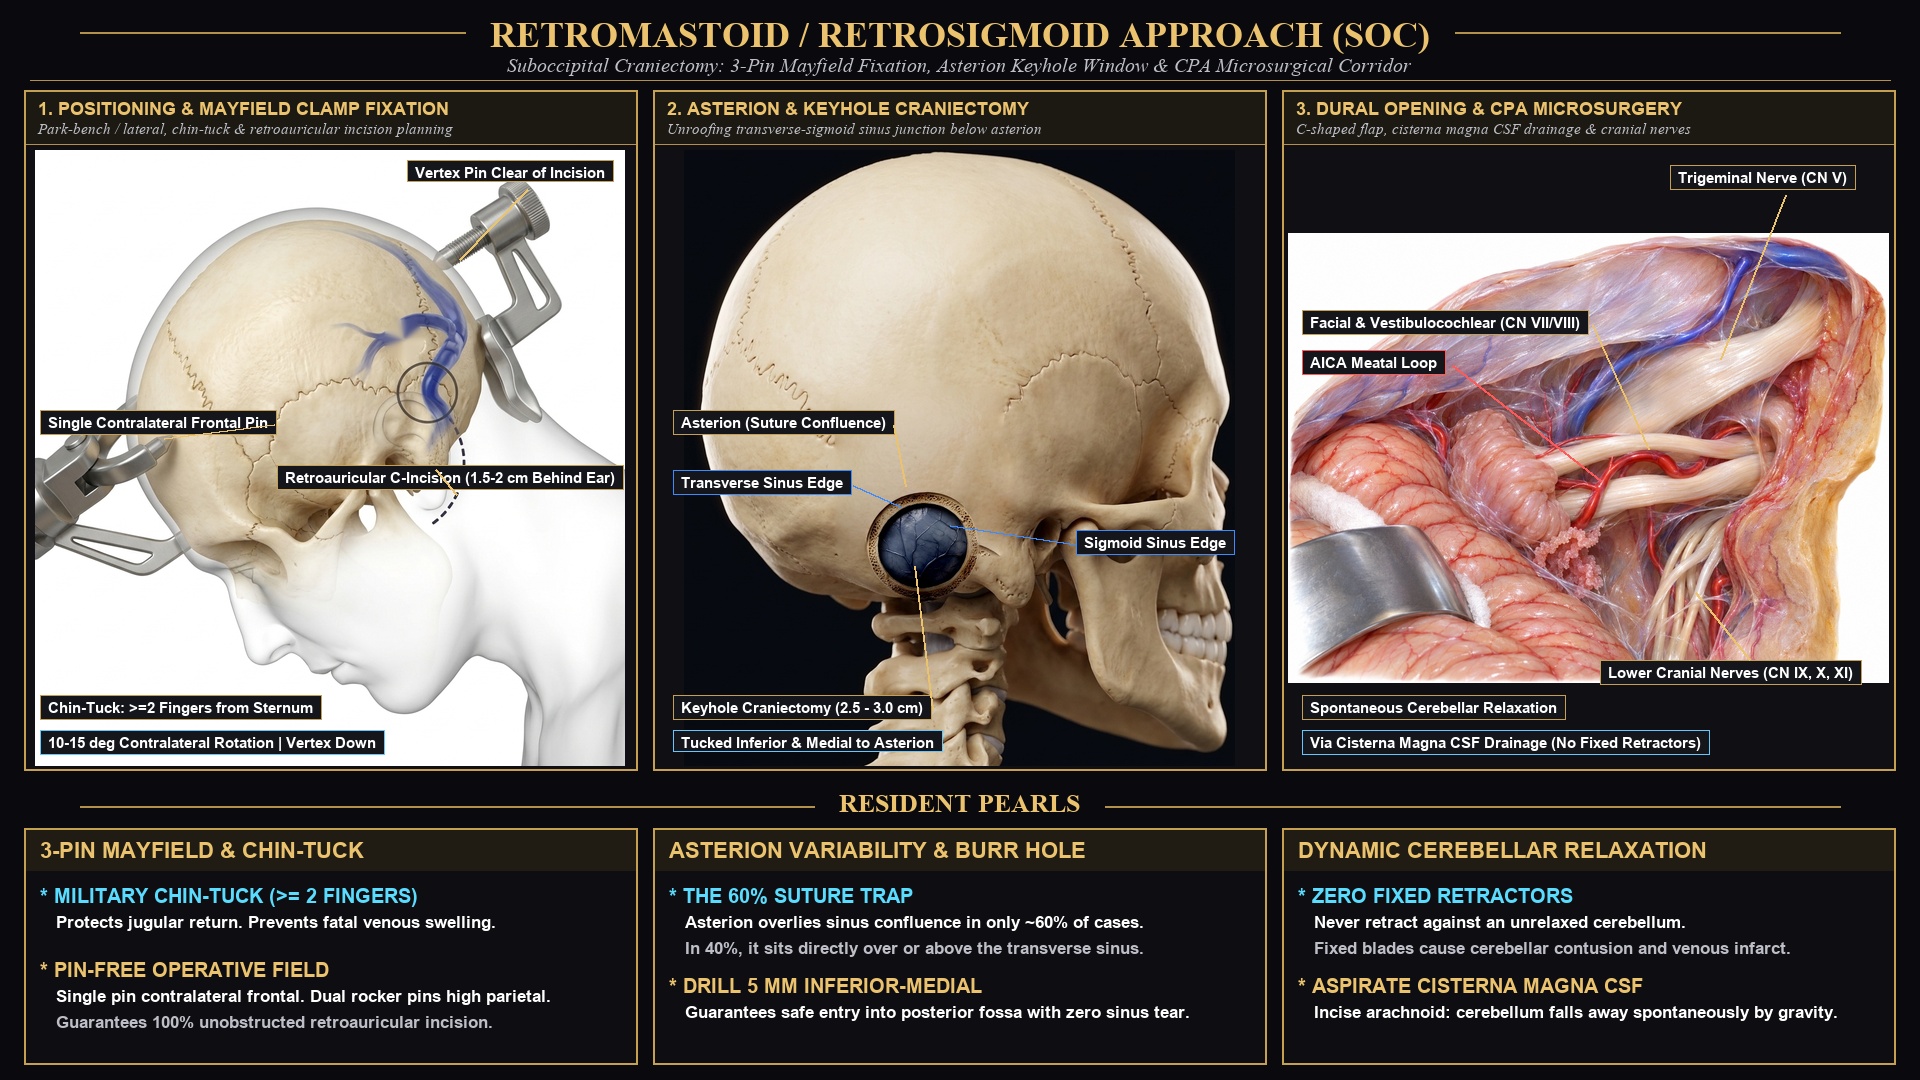 RETROMASTOID / RETROSIGMOID APPROACH (SOC)
Suboccipital Craniectomy: 3-Pin Mayfield Fixation, Asterion Keyhole Window & CPA Microsurgical Corridor
1. POSITIONING & MAYFIELD CLAMP FIXATION
Park-bench / lateral, chin-tuck & retroauricular incision planning
Vertex Pin Clear of Incision
Single Contralateral Frontal Pin
Retroauricular C-Incision (1.5-2 cm Behind Ear)
Chin-Tuck: >=2 Fingers from Sternum
10-15 deg Contralateral Rotation | Vertex Down
2. ASTERION & KEYHOLE CRANIECTOMY
Unroofing transverse-sigmoid sinus junction below asterion
Asterion (Suture Confluence)
Transverse Sinus Edge
Sigmoid Sinus Edge
Keyhole Craniectomy (2.5 - 3.0 cm)
Tucked Inferior & Medial to Asterion
3. DURAL OPENING & CPA MICROSURGERY
C-shaped flap, cisterna magna CSF drainage & cranial nerves
Trigeminal Nerve (CN V)
Facial & Vestibulocochlear (CN VII/VIII)
AICA Meatal Loop
Lower Cranial Nerves (CN IX, X, XI)
Spontaneous Cerebellar Relaxation
Via Cisterna Magna CSF Drainage (No Fixed Retractors)
RESIDENT PEARLS
3-PIN MAYFIELD & CHIN-TUCK
* MILITARY CHIN-TUCK (>= 2 FINGERS)
Protects jugular return. Prevents fatal venous swelling.
* PIN-FREE OPERATIVE FIELD
Single pin contralateral frontal. Dual rocker pins high parietal.
Guarantees 100% unobstructed retroauricular incision.
ASTERION VARIABILITY & BURR HOLE
* THE 60% SUTURE TRAP
Asterion overlies sinus confluence in only ~60% of cases.
In 40%, it sits directly over or above the transverse sinus.
* DRILL 5 MM INFERIOR-MEDIAL
Guarantees safe entry into posterior fossa with zero sinus tear.
DYNAMIC CEREBELLAR RELAXATION
* ZERO FIXED RETRACTORS
Never retract against an unrelaxed cerebellum.
Fixed blades cause cerebellar contusion and venous infarct.
* ASPIRATE CISTERNA MAGNA CSF
Incise arachnoid: cerebellum falls away spontaneously by gravity.